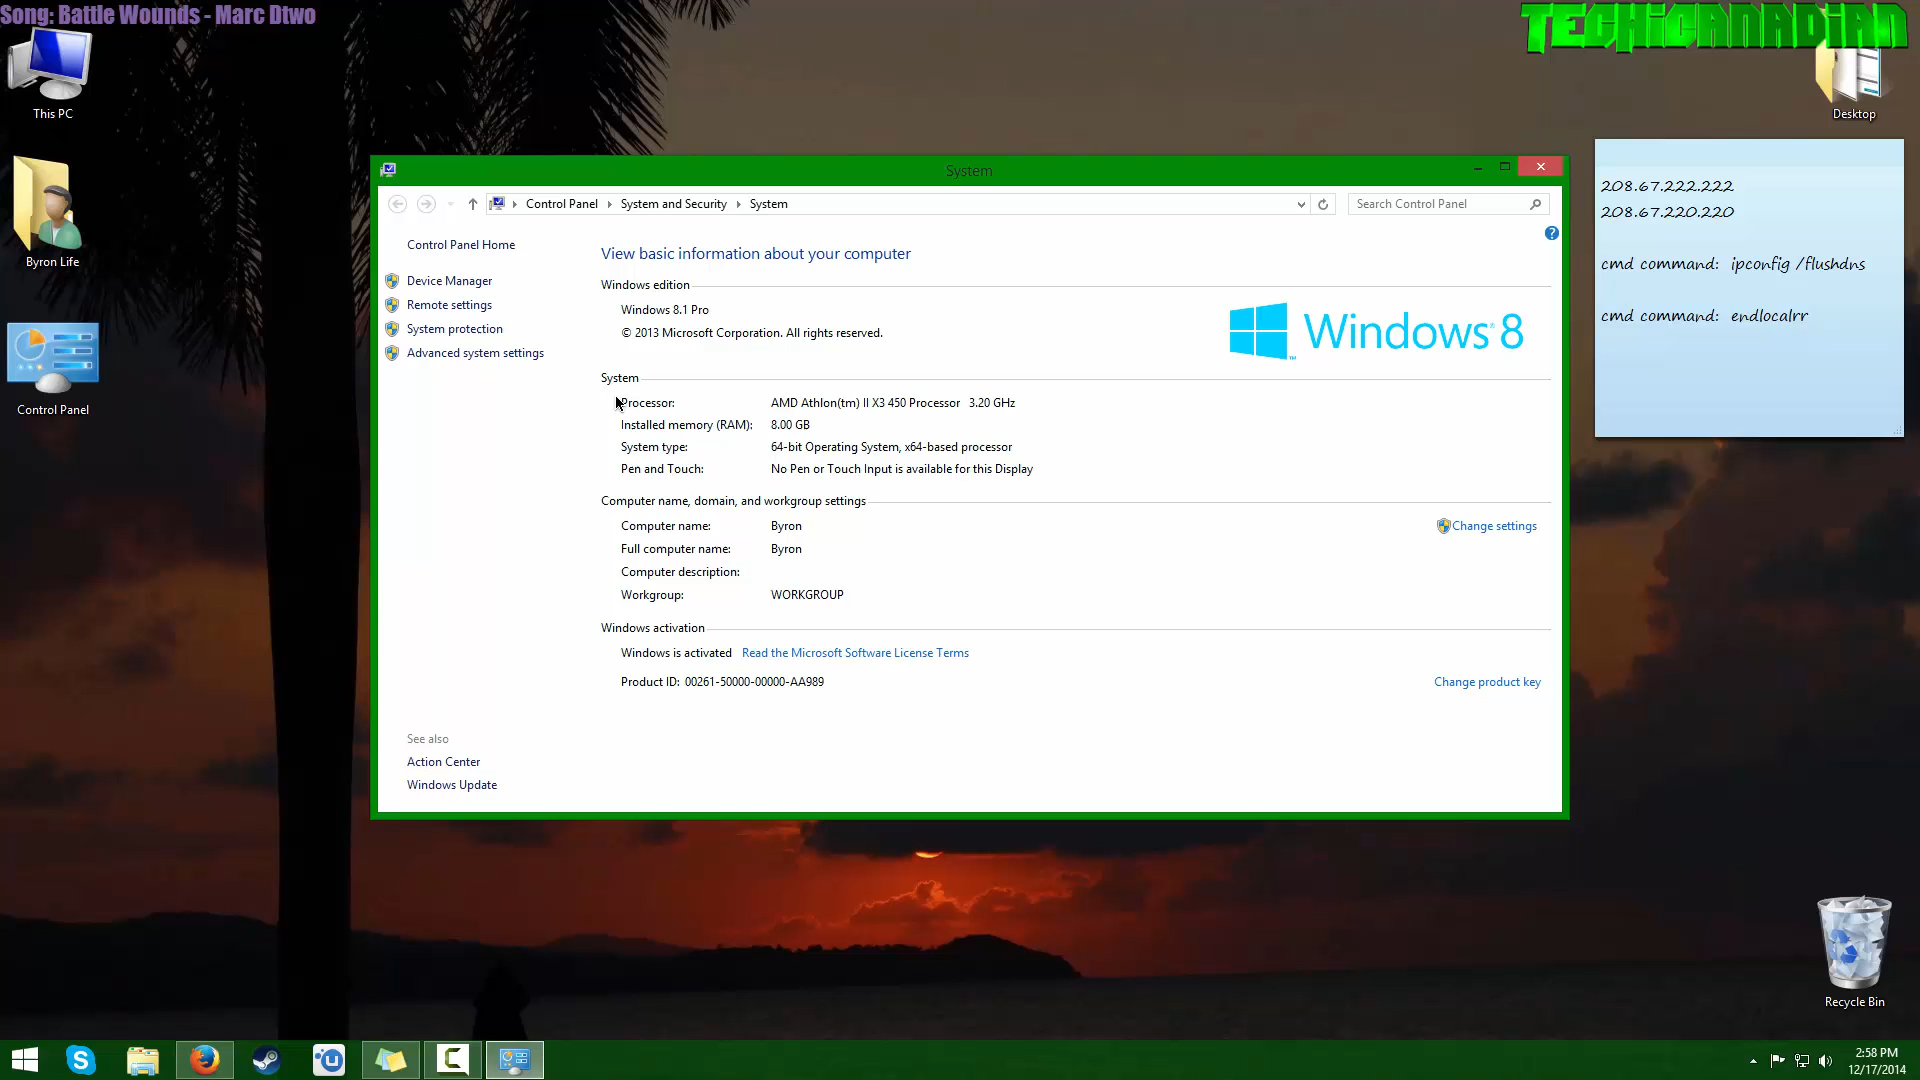 Song: Battle Wounds - Marc Dtwo
TECHiCANADiAN
This PC
Byron Life
Control Panel
Desktop
208.67.222.222
208.67.220.220
cmd command: ipconfig /flushdns
cmd command: endlocalrr
System
Control Panel
System and Security
System
Search Control Panel
Control Panel Home
Device Manager
Remote settings
System protection
Advanced system settings
See also
Action Center
Windows Update
View basic information about your computer
Windows edition
Windows 8.1 Pro
© 2013 Microsoft Corporation. All rights reserved.
Windows 8
System
Processor: AMD Athlon(tm) II X3 450 Processor 3.20 GHz
Installed memory (RAM): 8.00 GB
System type: 64-bit Operating System, x64-based processor
Pen and Touch: No Pen or Touch Input is available for this Display
Computer name, domain, and workgroup settings
Computer name: Byron
Change settings
Full computer name: Byron
Computer description:
Workgroup: WORKGROUP
Windows activation
Windows is activated Read the Microsoft Software License Terms
Product ID: 00261-50000-00000-AA989
Change product key
Recycle Bin
2:58 PM
12/17/2014